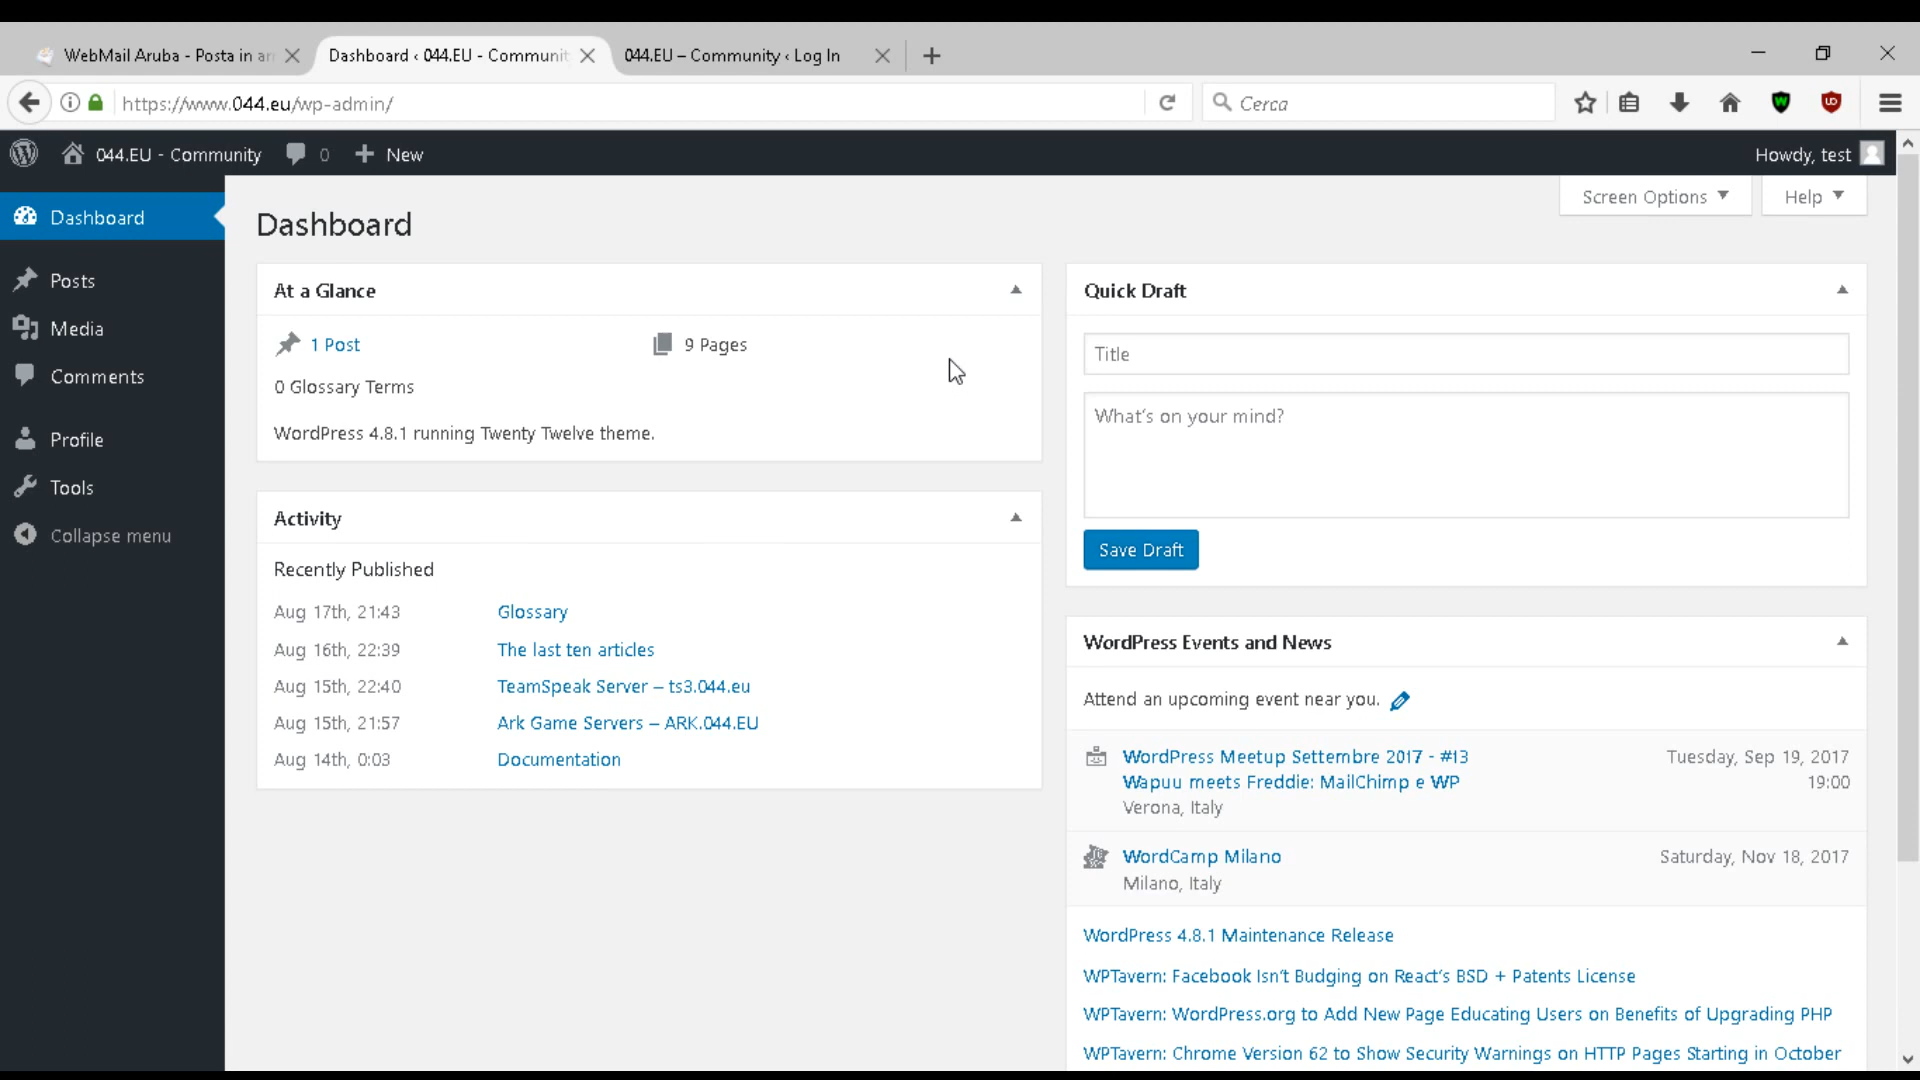 WebMail Aruba - Posta in ar
Dashboard ‹ 044.EU - Communit
044.EU – Community ‹ Log In
https://www.044.eu/wp-admin/
Cerca
044.EU - Community
0
New
Howdy, test
Screen Options
Help
Dashboard
Posts
Media
Comments
Profile
Tools
Collapse menu
Dashboard
At a Glance
1 Post
9 Pages
0 Glossary Terms
WordPress 4.8.1 running Twenty Twelve theme.
Activity
Recently Published
Aug 17th, 21:43 Glossary
Aug 16th, 22:39 The last ten articles
Aug 15th, 22:40 TeamSpeak Server – ts3.044.eu
Aug 15th, 21:57 Ark Game Servers – ARK.044.EU
Aug 14th, 0:03 Documentation
Quick Draft
Title
What's on your mind?
Save Draft
WordPress Events and News
Attend an upcoming event near you.
WordPress Meetup Settembre 2017 - #13 Tuesday, Sep 19, 2017
Wapuu meets Freddie: MailChimp e WP 19:00
Verona, Italy
WordCamp Milano Saturday, Nov 18, 2017
Milano, Italy
WordPress 4.8.1 Maintenance Release
WPTavern: Facebook Isn't Budging on React's BSD + Patents License
WPTavern: WordPress.org to Add New Page Educating Users on Benefits of Upgrading PHP
WPTavern: Chrome Version 62 to Show Security Warnings on HTTP Pages Starting in October